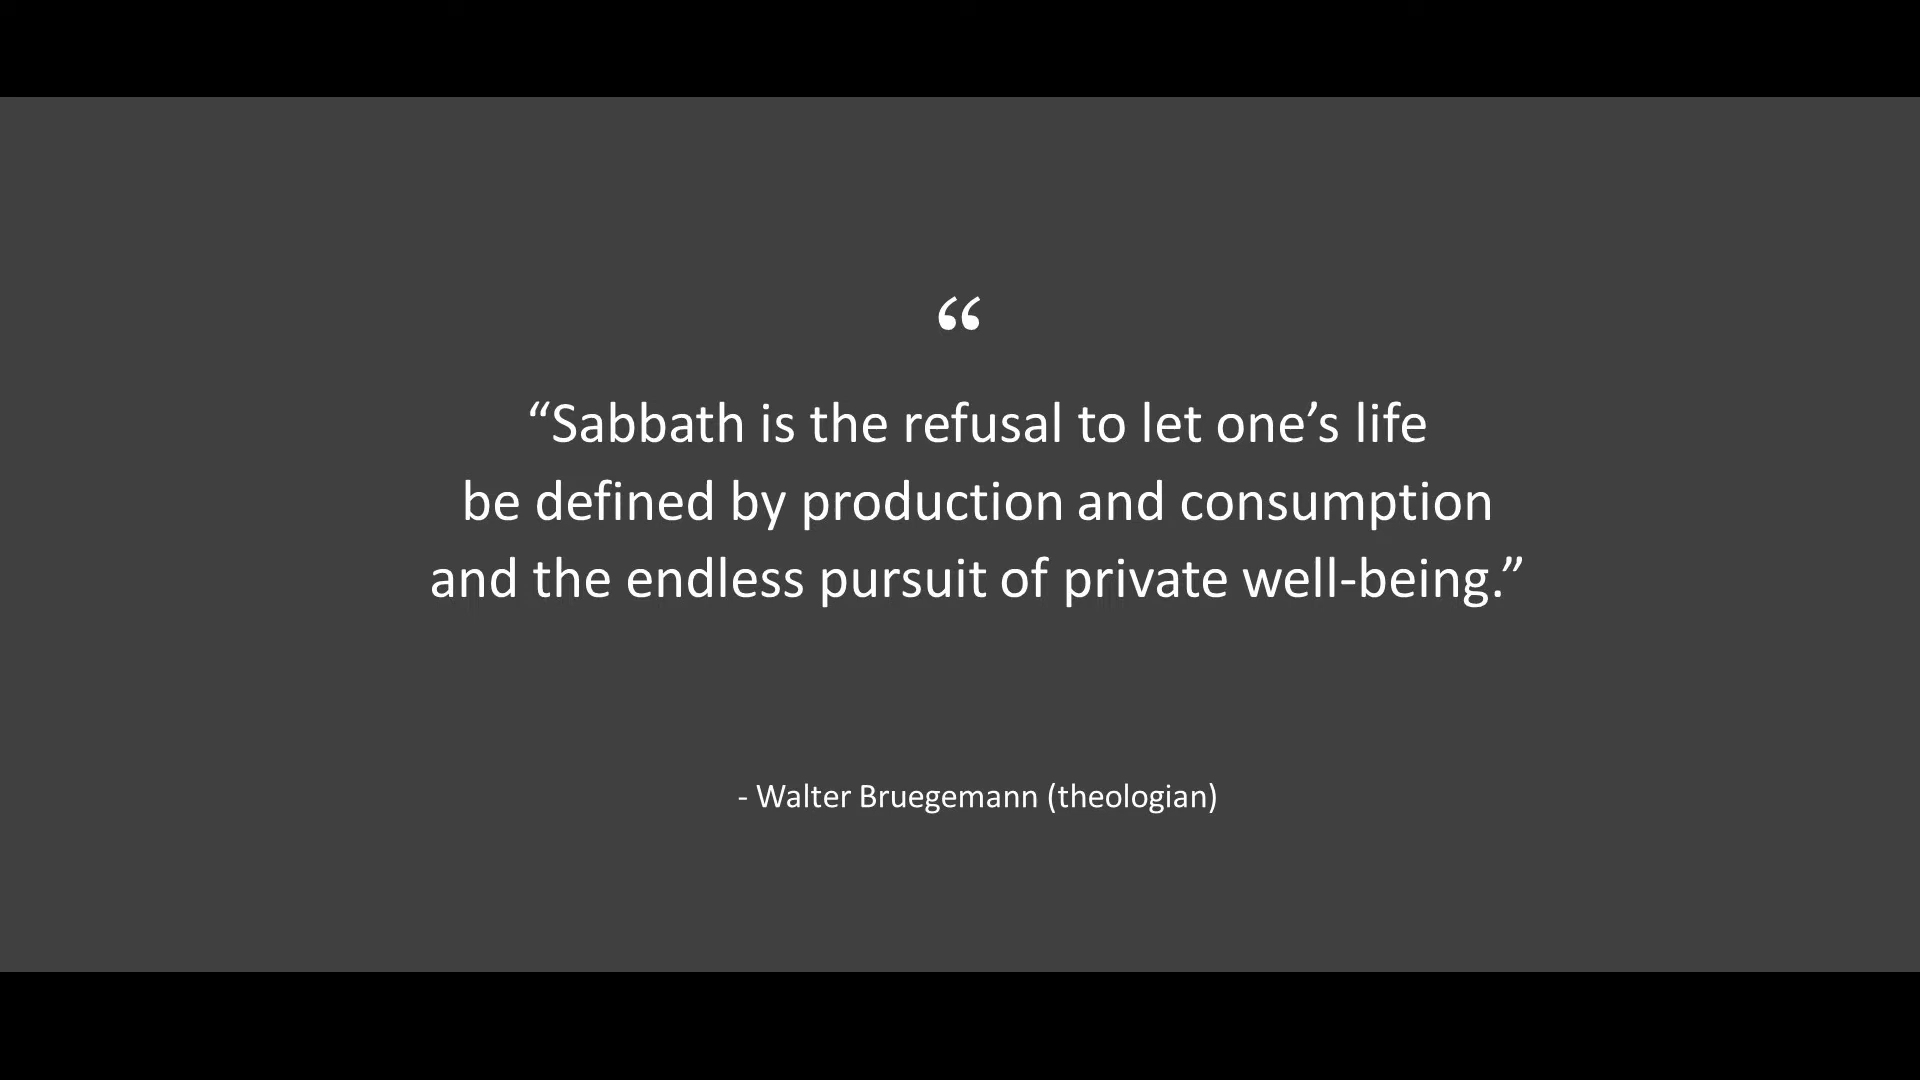 “
“Sabbath is the refusal to let one’s life
be defined by production and consumption
and the endless pursuit of private well-being.”
- Walter Bruegemann (theologian)